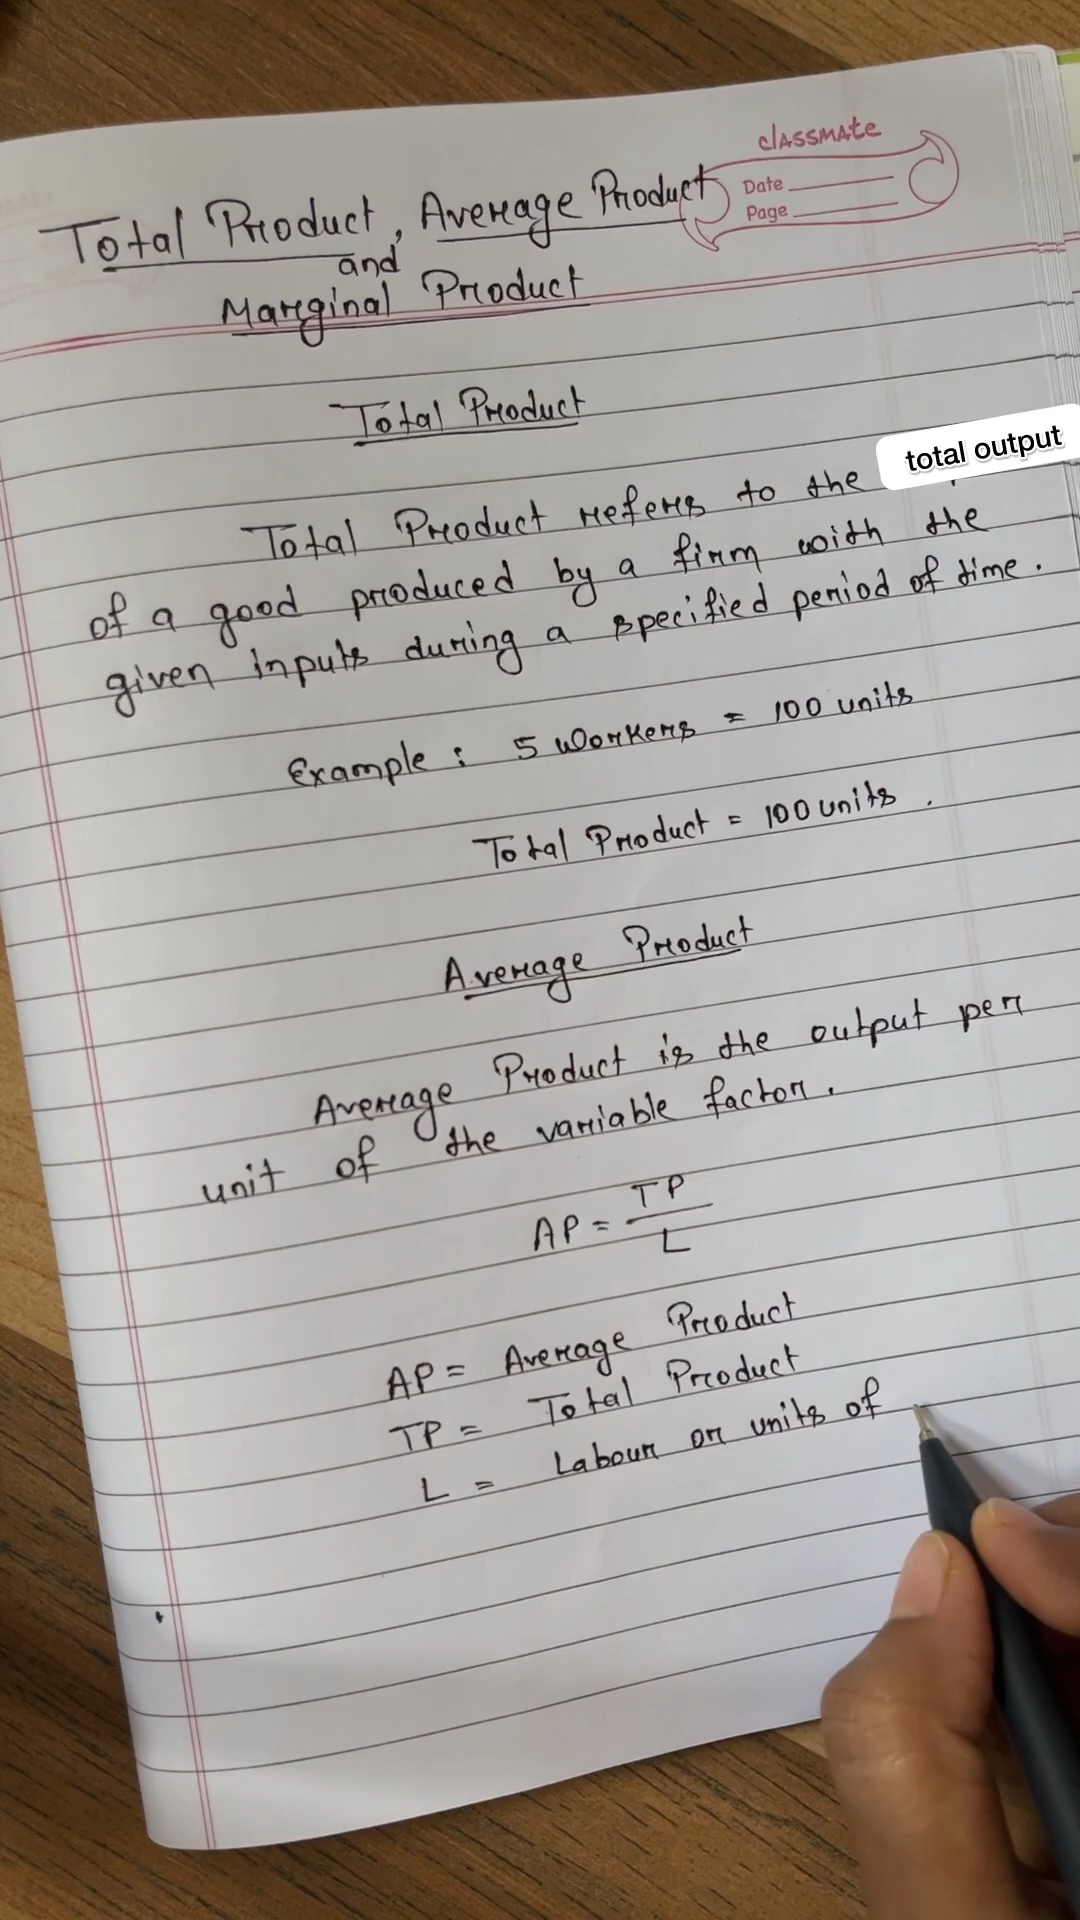 classmate
Date
Page
Total Product, Average Product
and
Marginal Product
Total Product
Total Product refers to the total output
of a good produced by a firm with the
given inputs during a specified period of time.
Example : 5 workers = 100 units
Total Product = 100 units.
Average Product
Average Product is the output per
unit of the variable factor.
AP = TP
L
AP = Average Product
TP = Total Product
L = Labour or units of